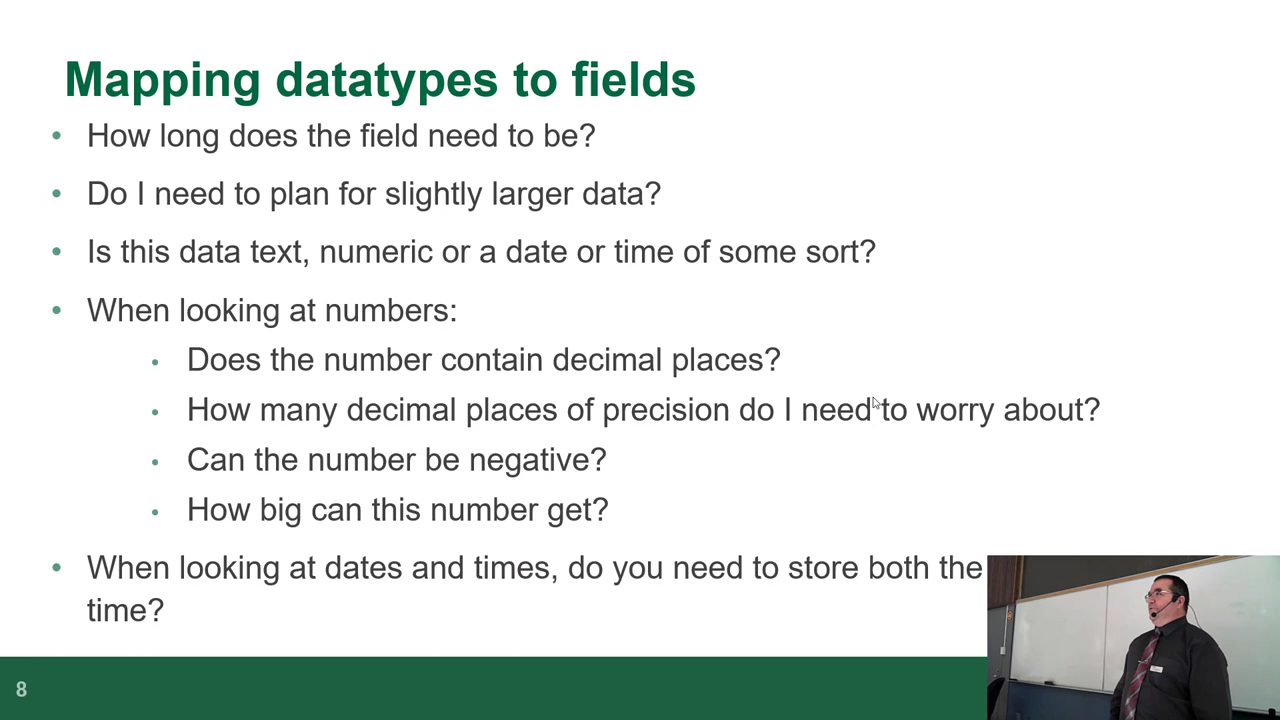 Mapping datatypes to fields
• How long does the field need to be?
• Do I need to plan for slightly larger data?
• Is this data text, numeric or a date or time of some sort?
• When looking at numbers:
• Does the number contain decimal places?
• How many decimal places of precision do I need to worry about?
• Can the number be negative?
• How big can this number get?
• When looking at dates and times, do you need to store both the
time?
8